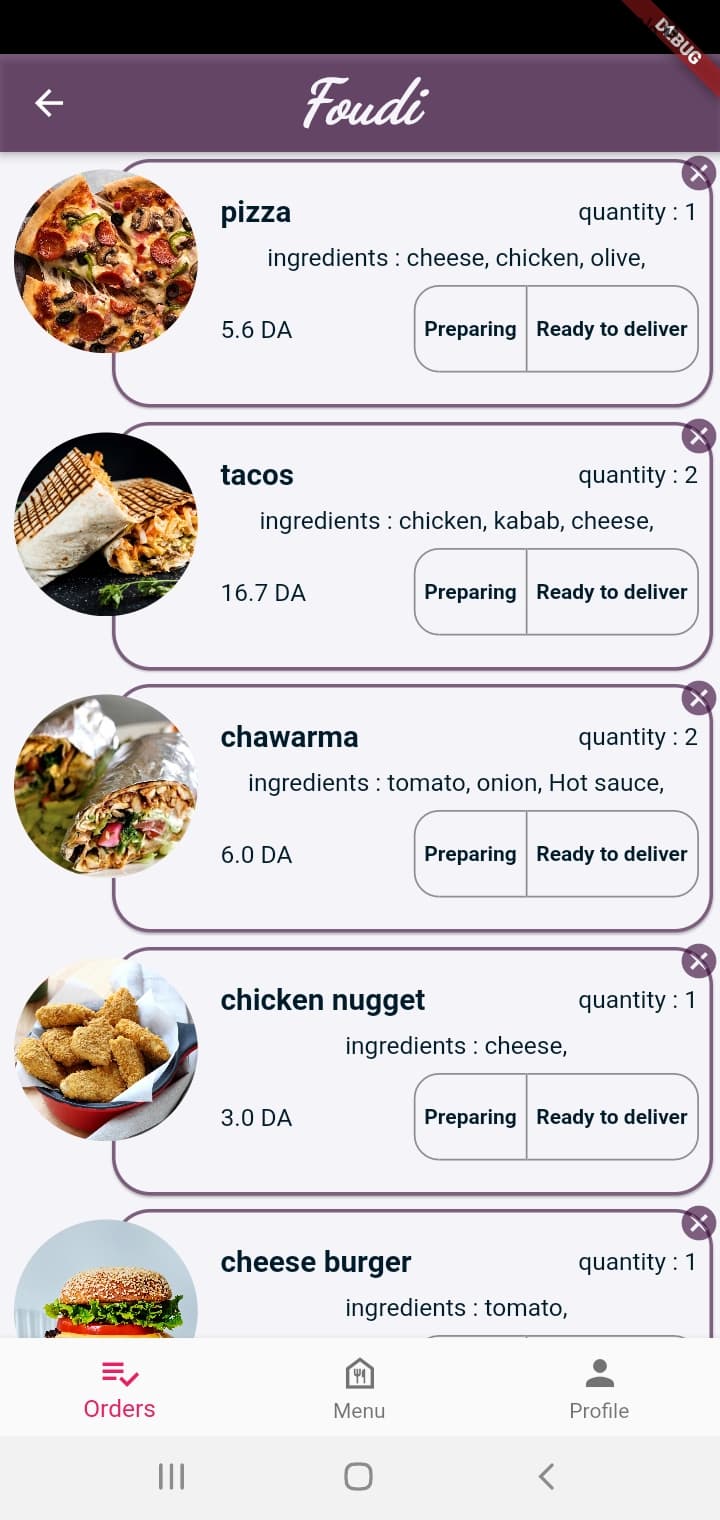 DEBUG
Foudi
pizza
quantity : 1
ingredients : cheese, chicken, olive,
5.6 DA
Preparing
Ready to deliver
tacos
quantity : 2
ingredients : chicken, kabab, cheese,
16.7 DA
Preparing
Ready to deliver
chawarma
quantity : 2
ingredients : tomato, onion, Hot sauce,
6.0 DA
Preparing
Ready to deliver
chicken nugget
quantity : 1
ingredients : cheese,
3.0 DA
Preparing
Ready to deliver
cheese burger
quantity : 1
ingredients : tomato,
Orders
Menu
Profile